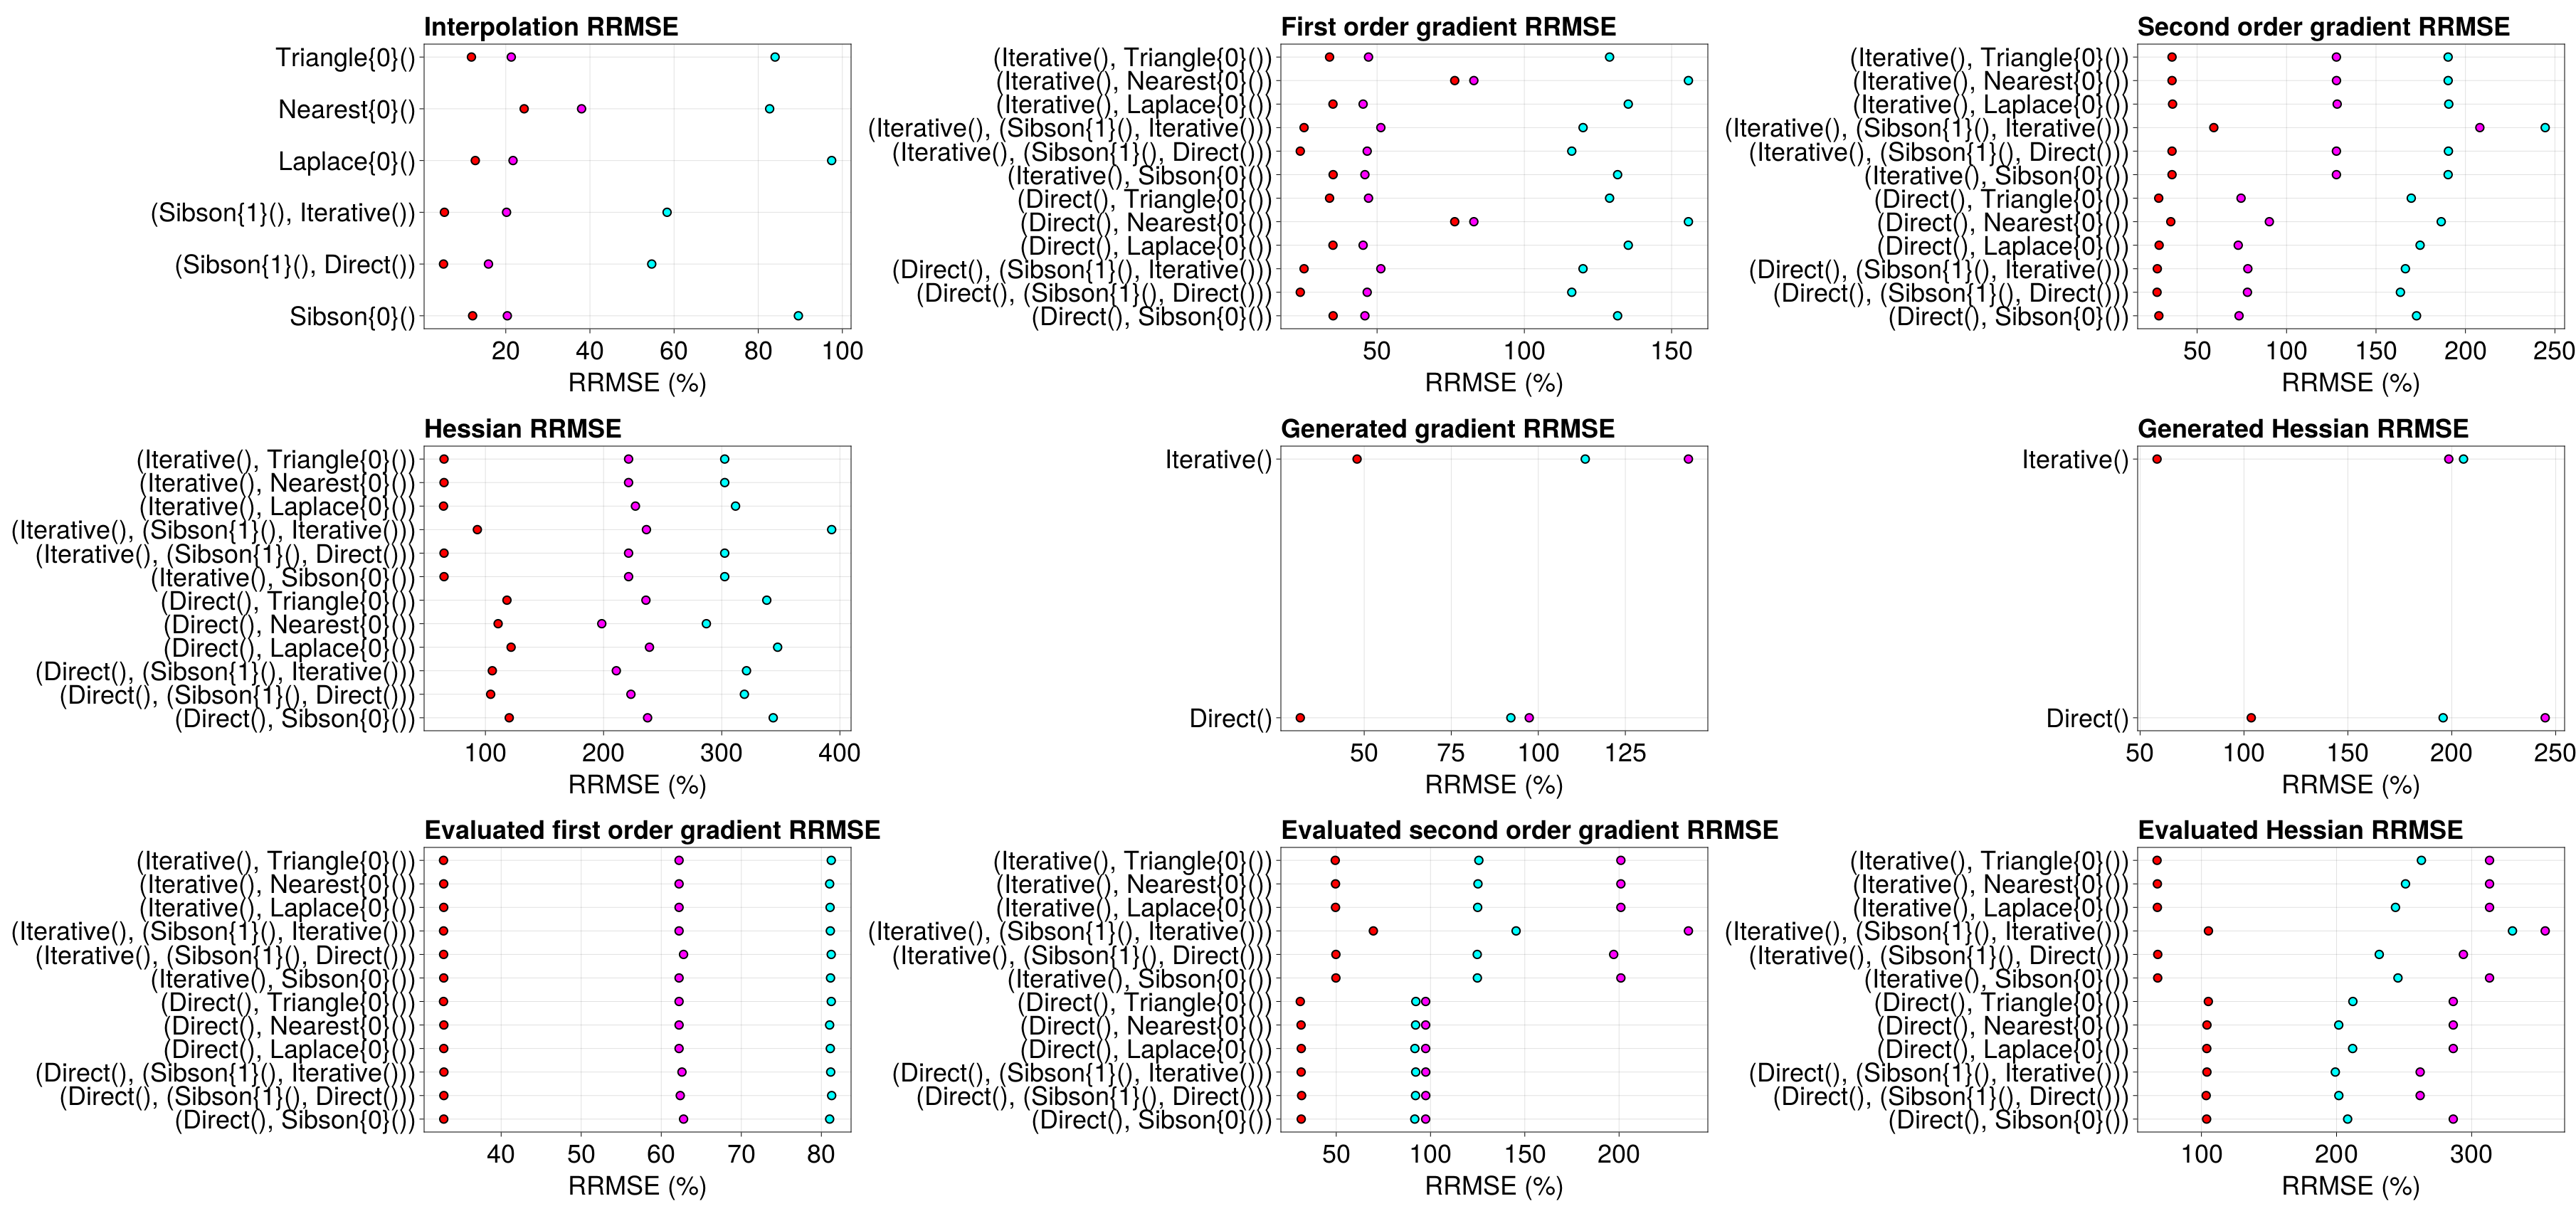 Interpolation RRMSE
Triangle{0}()
Nearest{0}()
Laplace{0}()
(Sibson{1}(), Iterative())
(Sibson{1}(), Direct())
Sibson{0}()
20 40 60 80 100
RRMSE (%)
First order gradient RRMSE
(Iterative(), Triangle{0}())
(Iterative(), Nearest{0}())
(Iterative(), Laplace{0}())
(Iterative(), (Sibson{1}(), Iterative()))
(Iterative(), (Sibson{1}(), Direct()))
(Iterative(), Sibson{0}())
(Direct(), Triangle{0}())
(Direct(), Nearest{0}())
(Direct(), Laplace{0}())
(Direct(), (Sibson{1}(), Iterative()))
(Direct(), (Sibson{1}(), Direct()))
(Direct(), Sibson{0}())
50 100 150
RRMSE (%)
Second order gradient RRMSE
(Iterative(), Triangle{0}())
(Iterative(), Nearest{0}())
(Iterative(), Laplace{0}())
(Iterative(), (Sibson{1}(), Iterative()))
(Iterative(), (Sibson{1}(), Direct()))
(Iterative(), Sibson{0}())
(Direct(), Triangle{0}())
(Direct(), Nearest{0}())
(Direct(), Laplace{0}())
(Direct(), (Sibson{1}(), Iterative()))
(Direct(), (Sibson{1}(), Direct()))
(Direct(), Sibson{0}())
50 100 150 200 250
RRMSE (%)
Hessian RRMSE
(Iterative(), Triangle{0}())
(Iterative(), Nearest{0}())
(Iterative(), Laplace{0}())
(Iterative(), (Sibson{1}(), Iterative()))
(Iterative(), (Sibson{1}(), Direct()))
(Iterative(), Sibson{0}())
(Direct(), Triangle{0}())
(Direct(), Nearest{0}())
(Direct(), Laplace{0}())
(Direct(), (Sibson{1}(), Iterative()))
(Direct(), (Sibson{1}(), Direct()))
(Direct(), Sibson{0}())
100 200 300 400
RRMSE (%)
Generated gradient RRMSE
Iterative()
Direct()
50 75 100 125
RRMSE (%)
Generated Hessian RRMSE
Iterative()
Direct()
50 100 150 200 250
RRMSE (%)
Evaluated first order gradient RRMSE
(Iterative(), Triangle{0}())
(Iterative(), Nearest{0}())
(Iterative(), Laplace{0}())
(Iterative(), (Sibson{1}(), Iterative()))
(Iterative(), (Sibson{1}(), Direct()))
(Iterative(), Sibson{0}())
(Direct(), Triangle{0}())
(Direct(), Nearest{0}())
(Direct(), Laplace{0}())
(Direct(), (Sibson{1}(), Iterative()))
(Direct(), (Sibson{1}(), Direct()))
(Direct(), Sibson{0}())
40 50 60 70 80
RRMSE (%)
Evaluated second order gradient RRMSE
(Iterative(), Triangle{0}())
(Iterative(), Nearest{0}())
(Iterative(), Laplace{0}())
(Iterative(), (Sibson{1}(), Iterative()))
(Iterative(), (Sibson{1}(), Direct()))
(Iterative(), Sibson{0}())
(Direct(), Triangle{0}())
(Direct(), Nearest{0}())
(Direct(), Laplace{0}())
(Direct(), (Sibson{1}(), Iterative()))
(Direct(), (Sibson{1}(), Direct()))
(Direct(), Sibson{0}())
50 100 150 200
RRMSE (%)
Evaluated Hessian RRMSE
(Iterative(), Triangle{0}())
(Iterative(), Nearest{0}())
(Iterative(), Laplace{0}())
(Iterative(), (Sibson{1}(), Iterative()))
(Iterative(), (Sibson{1}(), Direct()))
(Iterative(), Sibson{0}())
(Direct(), Triangle{0}())
(Direct(), Nearest{0}())
(Direct(), Laplace{0}())
(Direct(), (Sibson{1}(), Iterative()))
(Direct(), (Sibson{1}(), Direct()))
(Direct(), Sibson{0}())
100 200 300
RRMSE (%)